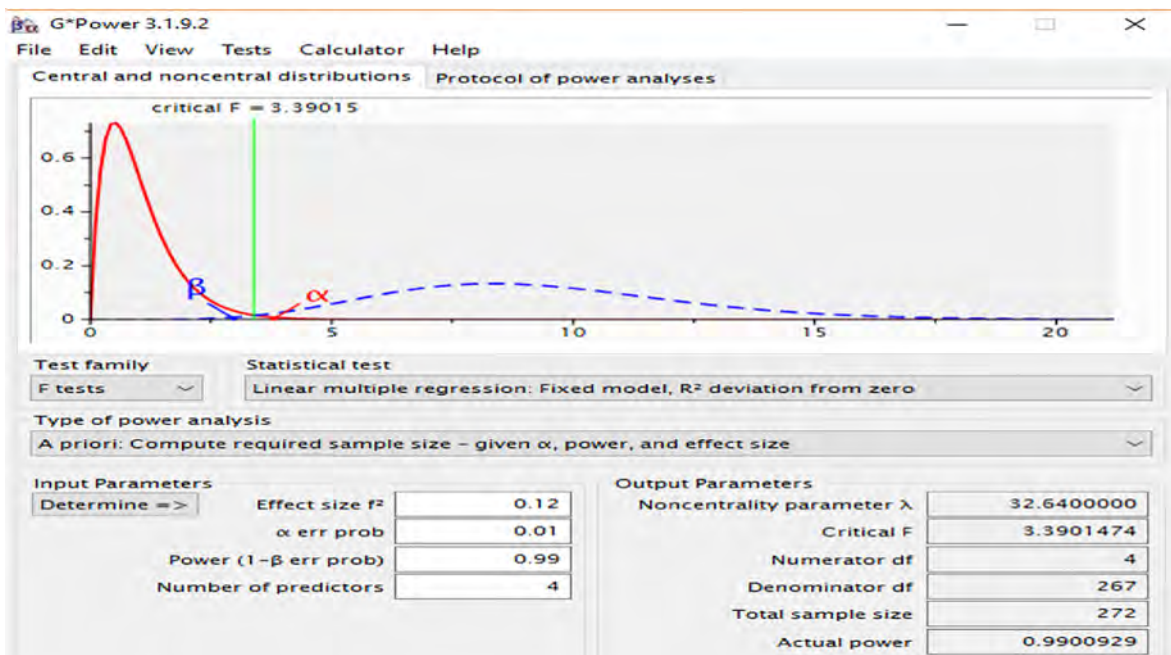 G*Power 3.1.9.2
File Edit View Tests Calculator Help
Central and noncentral distributions Protocol of power analyses
critical F = 3.39015
0.6
0.4
0.2
0
β
α
0 5 10 15 20
Test family Statistical test
F tests Linear multiple regression: Fixed model, R² deviation from zero
Type of power analysis
A priori: Compute required sample size – given α, power, and effect size
Input Parameters Output Parameters
Determine => Effect size f² 0.12 Noncentrality parameter λ 32.6400000
α err prob 0.01 Critical F 3.3901474
Power (1-β err prob) 0.99 Numerator df 4
Number of predictors 4 Denominator df 267
Total sample size 272
Actual power 0.9900929